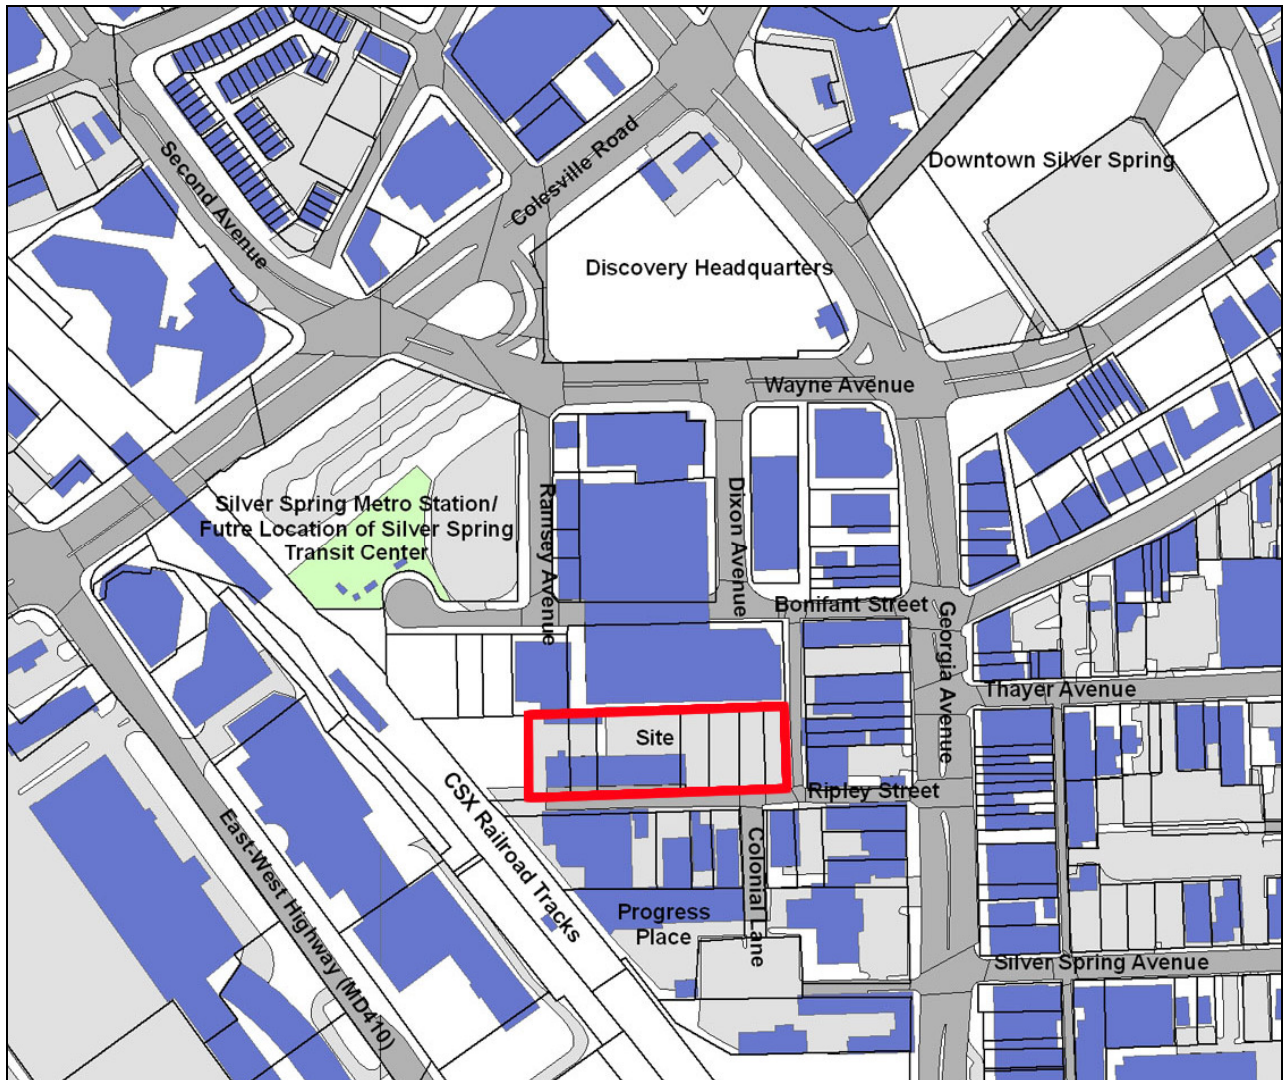 Second Avenue
Colesville Road
Downtown Silver Spring
Discovery Headquarters
Wayne Avenue
Silver Spring Metro Station/
Futre Location of Silver Spring
Transit Center
Ramsey Avenue
Dixon Avenue
Bonifant Street
Georgia Avenue
Thayer Avenue
Site
Ripley Street
CSX Railroad Tracks
East-West Highway (MD410)
Colonial Lane
Progress
Place
Silver Spring Avenue